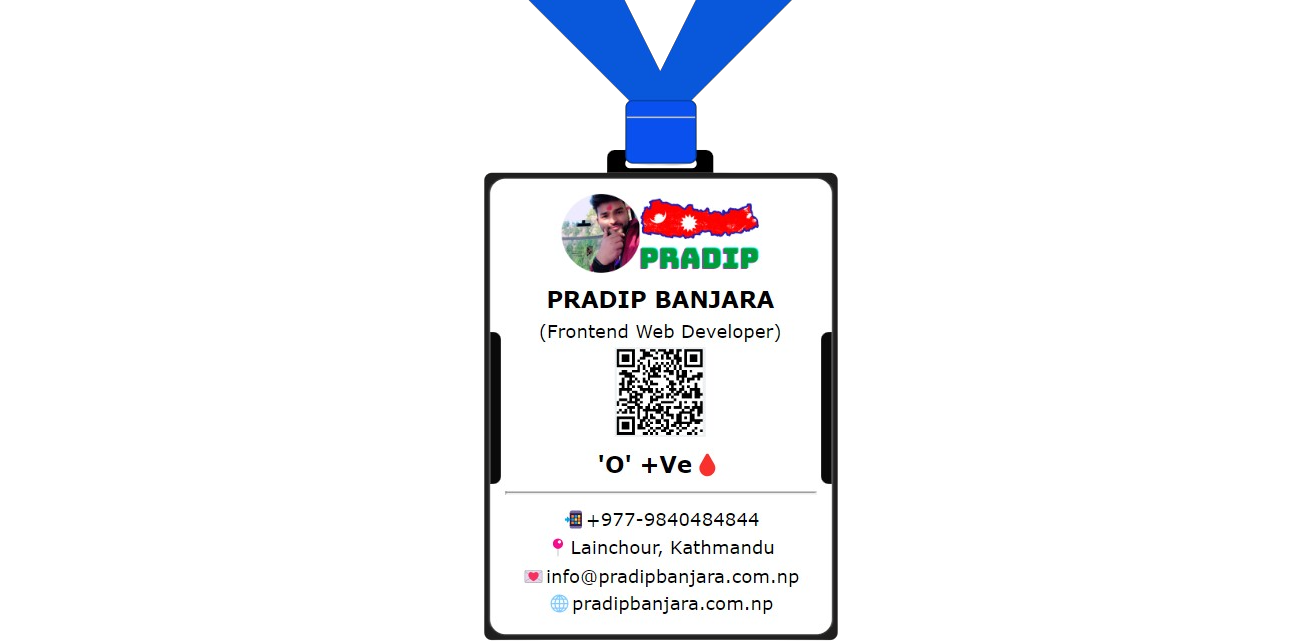 PRADIP
PRADIP BANJARA
(Frontend Web Developer)
'O' +Ve
+977-9840484844
Lainchour, Kathmandu
info@pradipbanjara.com.np
pradipbanjara.com.np